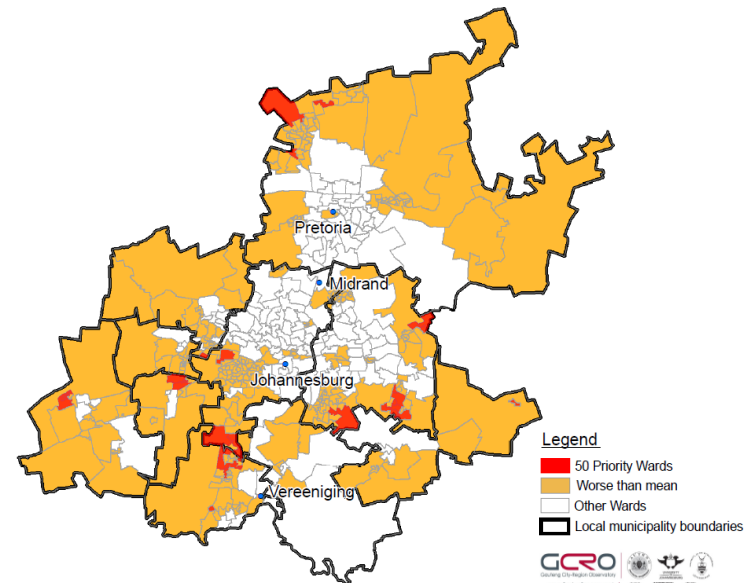 Pretoria
Midrand
Johannesburg
Vereeniging
Legend
50 Priority Wards
Worse than mean
Other Wards
Local municipality boundaries
GCRO
Gauteng City-Region Observatory